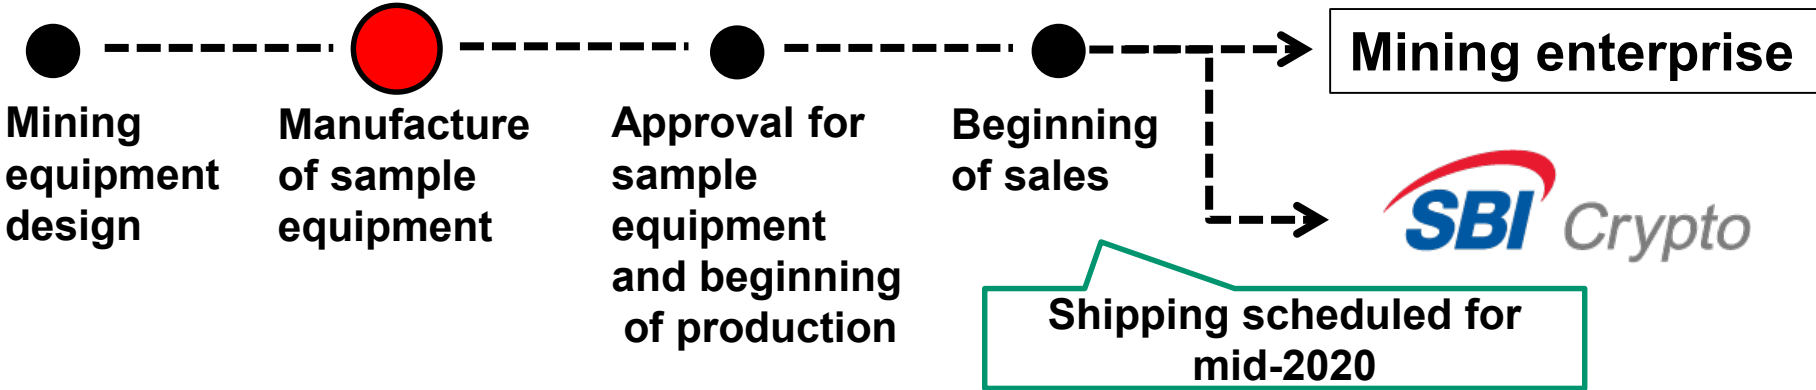 Mining
equipment
design
Manufacture
of sample
equipment
Approval for
sample
equipment
and beginning
of production
Beginning
of sales
Mining enterprise
SBI Crypto
Shipping scheduled for
mid-2020